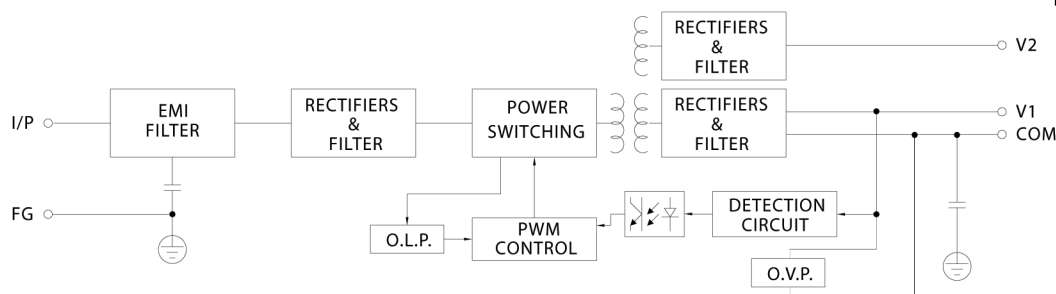 RECTIFIERS
&
FILTER
V2
I/P
EMI
FILTER
RECTIFIERS
&
FILTER
POWER
SWITCHING
RECTIFIERS
&
FILTER
V1
COM
FG
O.L.P.
PWM
CONTROL
DETECTION
CIRCUIT
O.V.P.